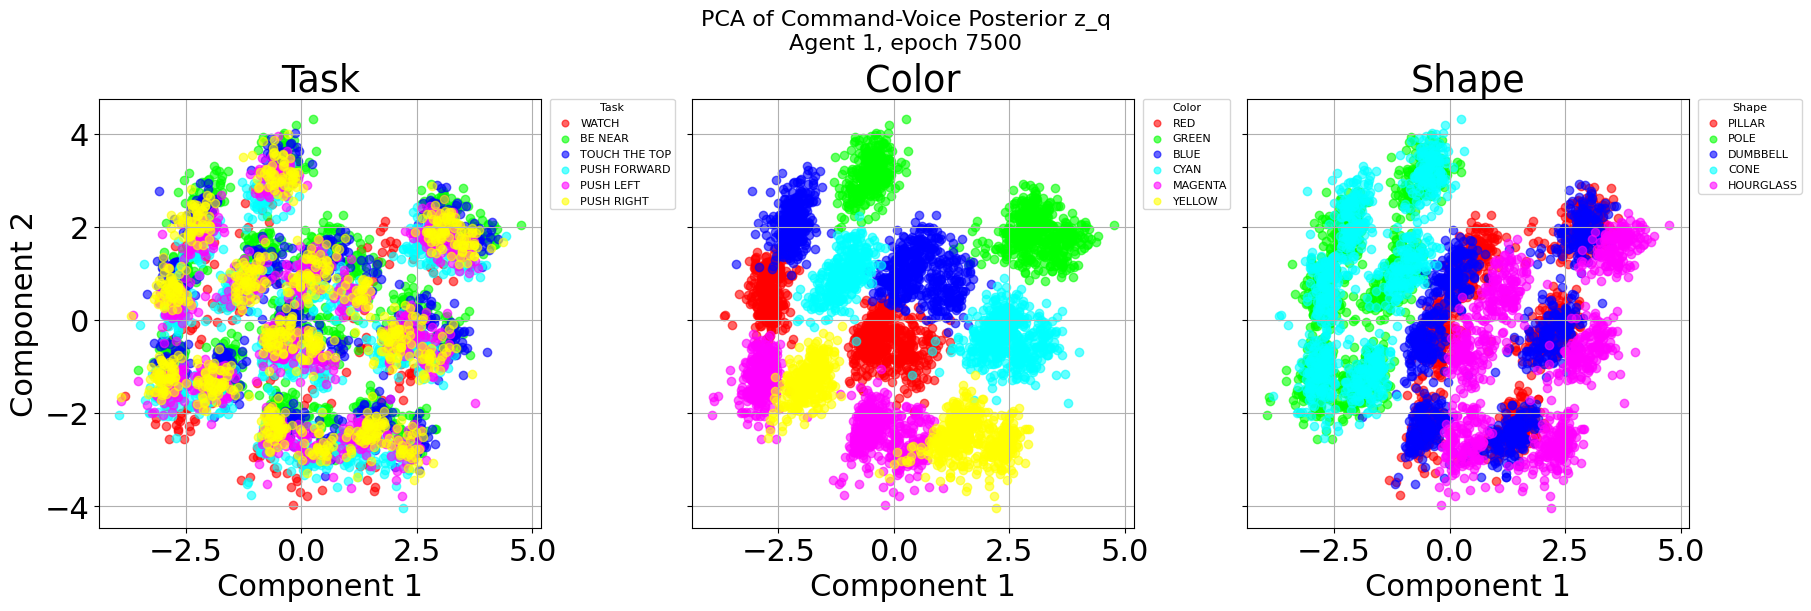 PCA of Command-Voice Posterior z_q
Agent 1, epoch 7500
Task
Component 2
4
2
0
−2
−4
−2.5
0.0
2.5
5.0
Component 1
Task
WATCH
BE NEAR
TOUCH THE TOP
PUSH FORWARD
PUSH LEFT
PUSH RIGHT
Color
−2.5
0.0
2.5
5.0
Component 1
Color
RED
GREEN
BLUE
CYAN
MAGENTA
YELLOW
Shape
−2.5
0.0
2.5
5.0
Component 1
Shape
PILLAR
POLE
DUMBBELL
CONE
HOURGLASS